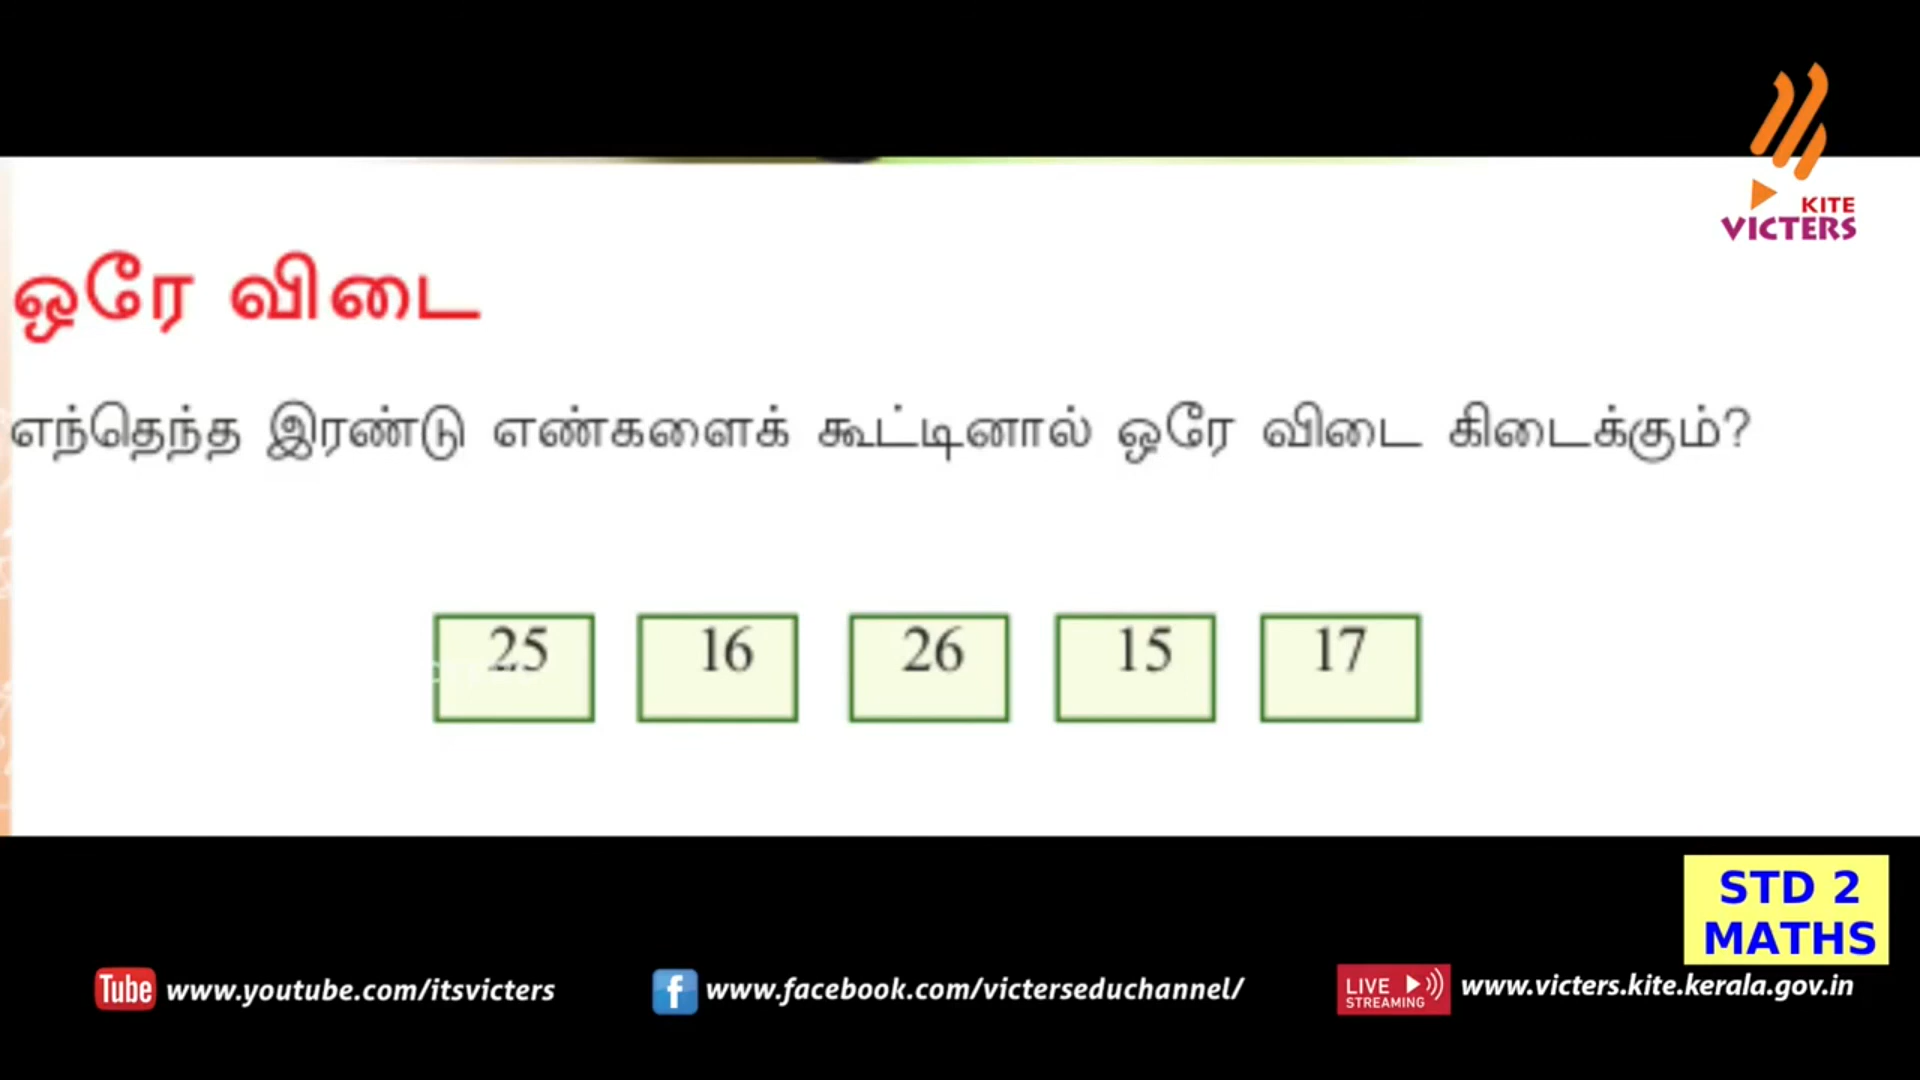 KITE
VICTERS
ஒரே விடை
எந்தெந்த இரண்டு எண்களைக் கூட்டினால் ஒரே விடை கிடைக்கும்?
25 16 26 15 17
STD 2
MATHS
Tube www.youtube.com/itsvicters
f www.facebook.com/victerseduchannel/
LIVE STREAMING www.victers.kite.kerala.gov.in